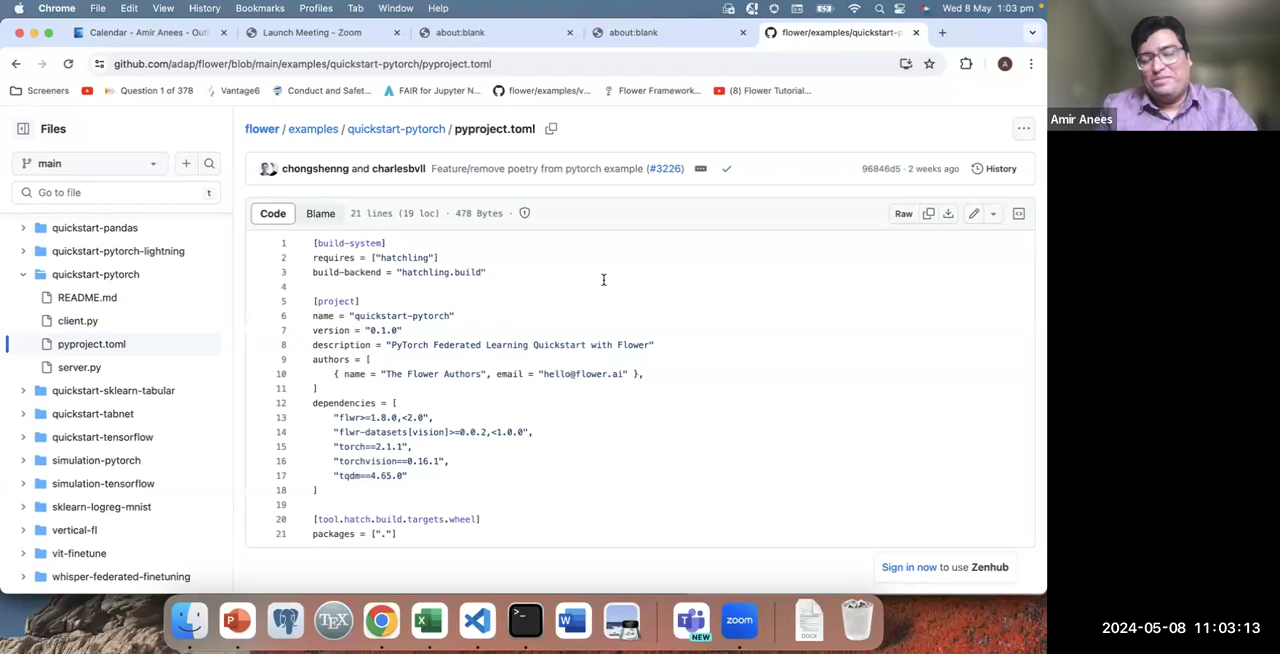 Chrome File Edit View History Bookmarks Profiles Tab Window Help Wed 8 May 1:03 pm
Calendar - Amir Anees - Outl Launch Meeting - Zoom about:blank about:blank flower/examples/quickstart-p
github.com/adap/flower/blob/main/examples/quickstart-pytorch/pyproject.toml A
Screeners Question 1 of 378 Vantage6 Conduct and Safet... FAIR for Jupyter N... flower/examples/v... Flower Framework... (8) Flower Tutorial...
Amir Anees
Files
main
Go to file t
quickstart-pandas
quickstart-pytorch-lightning
quickstart-pytorch
README.md
client.py
pyproject.toml
server.py
quickstart-sklearn-tabular
quickstart-tabnet
quickstart-tensorflow
simulation-pytorch
simulation-tensorflow
sklearn-logreg-mnist
vertical-fl
vit-finetune
whisper-federated-finetuning
flower / examples / quickstart-pytorch / pyproject.toml
chongshenng and charlesbvll Feature/remove poetry from pytorch example (#3226) 96846d5 · 2 weeks ago History
Code Blame 21 lines (19 loc) · 478 Bytes · Raw
1 [build-system]
2 requires = ["hatchling"]
3 build-backend = "hatchling.build"
4
5 [project]
6 name = "quickstart-pytorch"
7 version = "0.1.0"
8 description = "PyTorch Federated Learning Quickstart with Flower"
9 authors = [
10 { name = "The Flower Authors", email = "hello@flower.ai" },
11 ]
12 dependencies = [
13 "flwr>=1.8.0,<2.0",
14 "flwr-datasets[vision]>=0.0.2,<1.0.0",
15 "torch==2.1.1",
16 "torchvision==0.16.1",
17 "tqdm==4.65.0"
18 ]
19
20 [tool.hatch.build.targets.wheel]
21 packages = ["."]
Sign in now to use Zenhub
P TEX X >_ W T NEW zoom DOCX
2024-05-08 11:03:13